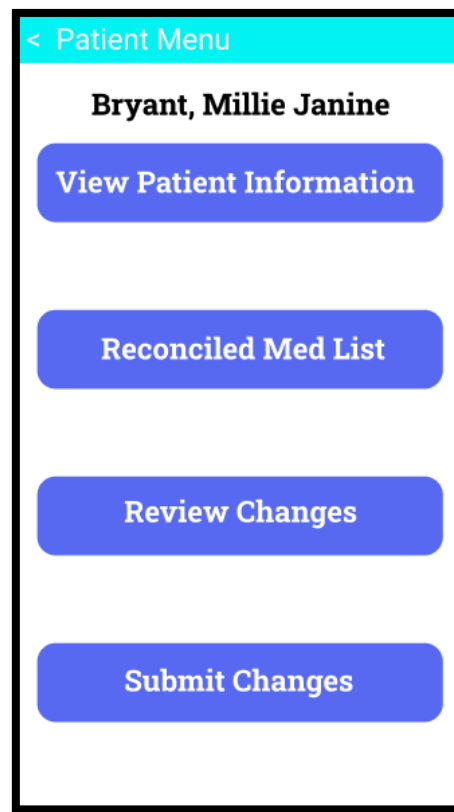 < Patient Menu
Bryant, Millie Janine
View Patient Information
Reconciled Med List
Review Changes
Submit Changes